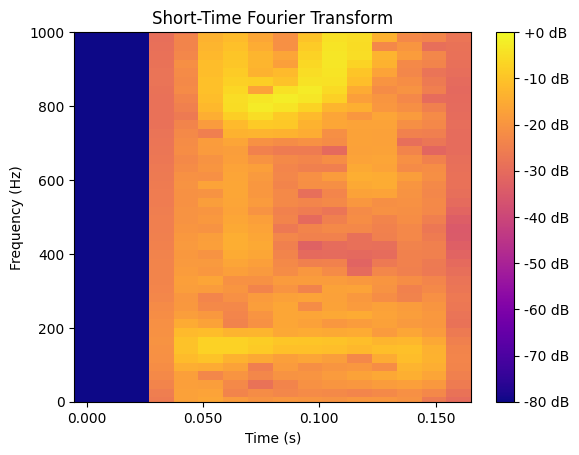 Short-Time Fourier Transform
1000
800
600
400
200
0
Frequency (Hz)
0.000
0.050
0.100
0.150
Time (s)
+0 dB
-10 dB
-20 dB
-30 dB
-40 dB
-50 dB
-60 dB
-70 dB
-80 dB